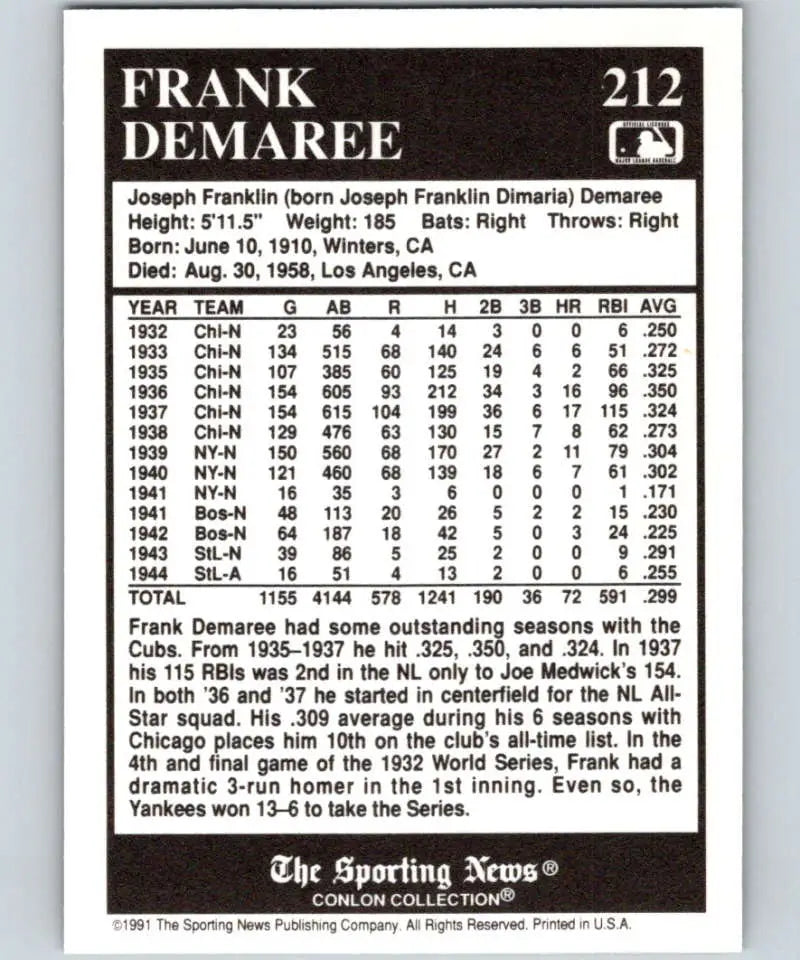 FRANK 212
DEMAREE
OFFICIAL LICENSEE
MAJOR LEAGUE BASEBALL
Joseph Franklin (born Joseph Franklin Dimaria) Demaree
Height: 5'11.5" Weight: 185 Bats: Right Throws: Right
Born: June 10, 1910, Winters, CA
Died: Aug. 30, 1958, Los Angeles, CA
YEAR TEAM G AB R H 2B 3B HR RBI AVG
1932 Chi-N 23 56 4 14 3 0 0 6 .250
1933 Chi-N 134 515 68 140 24 6 6 51 .272
1935 Chi-N 107 385 60 125 19 4 2 66 .325
1936 Chi-N 154 605 93 212 34 3 16 96 .350
1937 Chi-N 154 615 104 199 36 6 17 115 .324
1938 Chi-N 129 476 63 130 15 7 8 62 .273
1939 NY-N 150 560 68 170 27 2 11 79 .304
1940 NY-N 121 460 68 139 18 6 7 61 .302
1941 NY-N 16 35 3 6 0 0 0 1 .171
1941 Bos-N 48 113 20 26 5 2 2 15 .230
1942 Bos-N 64 187 18 42 5 0 3 24 .225
1943 StL-N 39 86 5 25 2 0 0 9 .291
1944 StL-A 16 51 4 13 2 0 0 6 .255
TOTAL 1155 4144 578 1241 190 36 72 591 .299
Frank Demaree had some outstanding seasons with the
Cubs. From 1935–1937 he hit .325, .350, and .324. In 1937
his 115 RBIs was 2nd in the NL only to Joe Medwick's 154.
In both '36 and '37 he started in centerfield for the NL All-
Star squad. His .309 average during his 6 seasons with
Chicago places him 10th on the club's all-time list. In the
4th and final game of the 1932 World Series, Frank had a
dramatic 3-run homer in the 1st inning. Even so, the
Yankees won 13–6 to take the Series.
The Sporting News®
CONLON COLLECTION®
©1991 The Sporting News Publishing Company. All Rights Reserved. Printed in U.S.A.